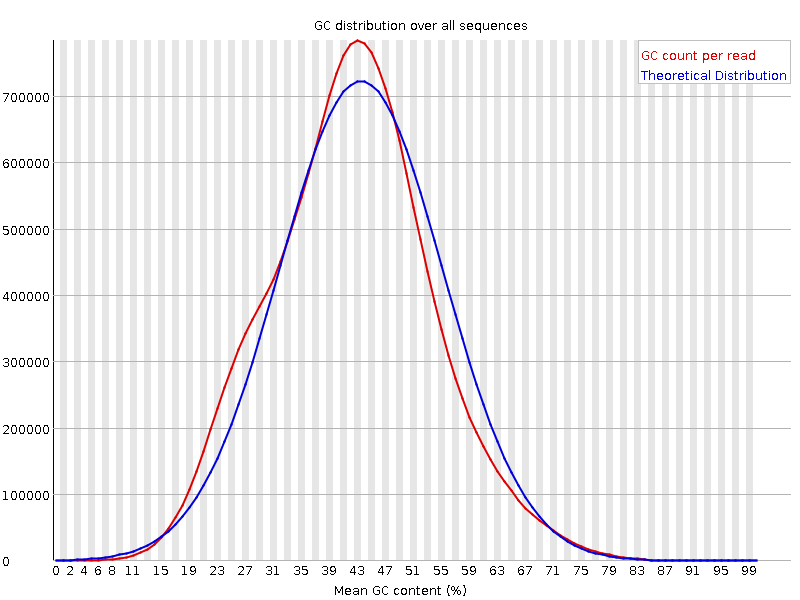 GC distribution over all sequences
GC count per read
Theoretical Distribution
700000
600000
500000
400000
300000
200000
100000
0
0 2 4 6 8 11 15 19 23 27 31 35 39 43 47 51 55 59 63 67 71 75 79 83 87 91 95 99
Mean GC content (%)